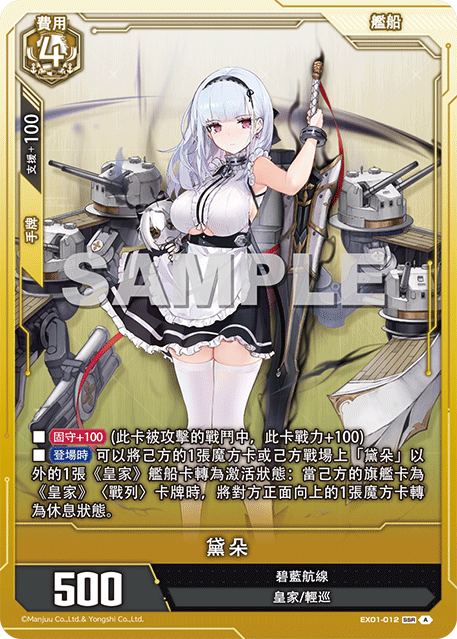 費用
4
艦船
支援+100
手牌
SAMPLE
■ 固守+100 (此卡被攻擊的戰鬥中，此卡戰力+100)
■ 登場時 可以將己方的1張魔方卡或己方戰場上「黛朵」以
外的1張《皇家》艦船卡轉為激活狀態：當己方的旗艦卡為
《皇家》〈戰列〉卡牌時，將對方正面向上的1張魔方卡轉
為休息狀態。
黛朵
500
碧藍航線
皇家/輕巡
©Manjuu Co.,Ltd.& Yongshi Co.,Ltd.
EX01-012 SSR A